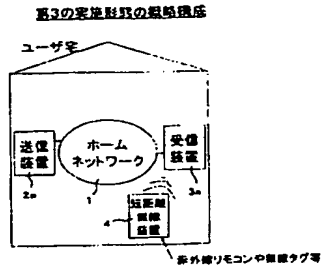 第3の実施形態の概略構成
ユーザ宅
送信
装置
2a
ホーム
ネットワーク
1
受信
装置
3a
短距離
無線
装置
4
赤外線リモコンや無線タグ等